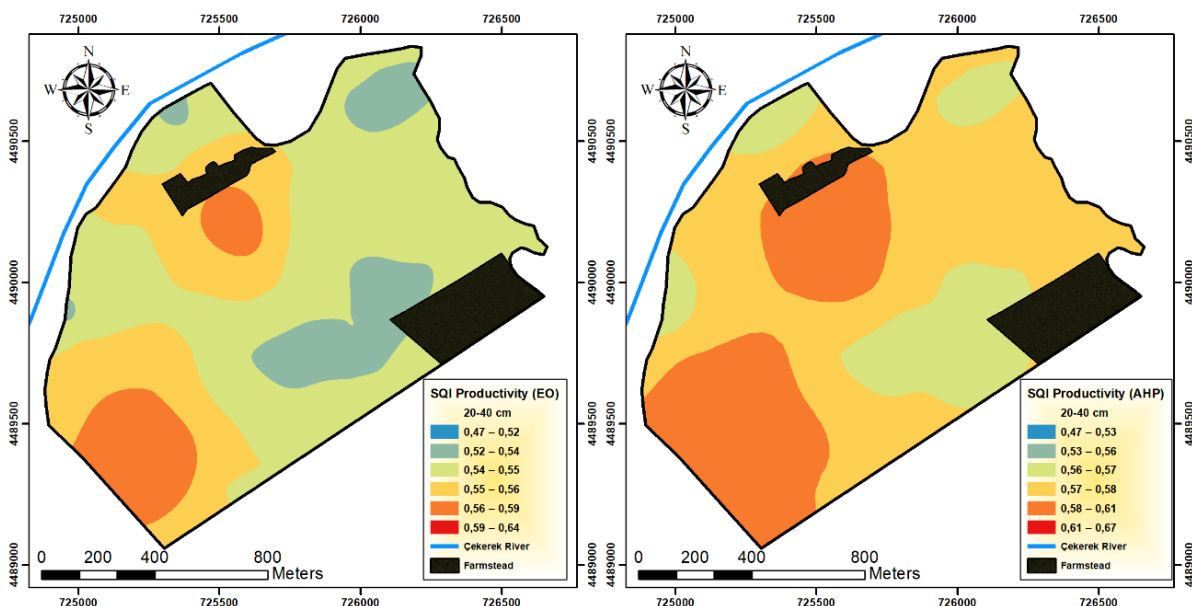 725000 725500 726000 726500
N
W E
S
4490500
4490000
4489500
4489000
4490500
4490000
4489500
4489000
SQI Productivity (EO)
20-40 cm
0,47 – 0,52
0,52 – 0,54
0,54 – 0,55
0,55 – 0,56
0,56 – 0,59
0,59 – 0,64
Çekerek River
Farmstead
0 200 400 800
Meters
725000 725500 726000 726500
725000 725500 726000 726500
N
W E
S
4490500
4490000
4489500
4489000
SQI Productivity (AHP)
20-40 cm
0,47 – 0,53
0,53 – 0,56
0,56 – 0,57
0,57 – 0,58
0,58 – 0,61
0,61 – 0,67
Çekerek River
Farmstead
0 200 400 800
Meters
725000 725500 726000 726500